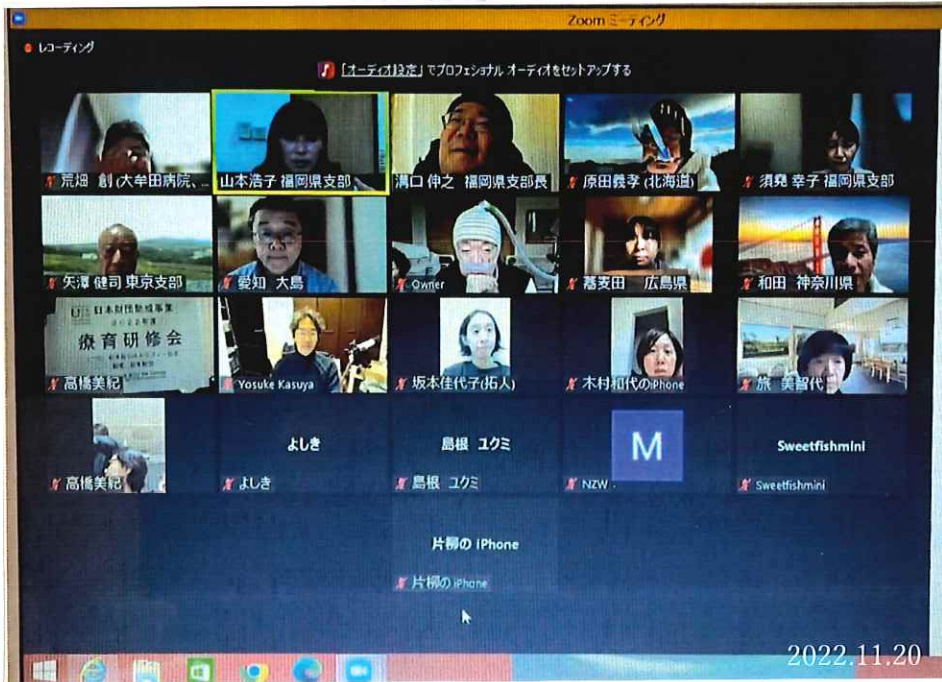 Zoom ミーティング
レコーディング
「オーディオ設定」でプロフェショナル オーディオをセットアップする
荒畑 創(大牟田病院、...
山本浩子 福岡県支部
溝口伸之 福岡県支部長
原田義孝 (北海道)
須発 幸子 福岡県支部
矢澤 健司 東京支部
愛知 大島
Owner
蕎麦田 広島県
和田 神奈川県
日本財団助成事業
2022年度
療育研修会
高橋美紀
Yosuke Kasuya
坂本佳代子(拓人)
木村和代のiPhone
旅 美智代
高橋美紀
よしき
よしき
島根 ユクミ
島根 ユクミ
M
NZW .
Sweetfishmini
Sweetfishmini
片柳の iPhone
片柳の iPhone
2022.11.20